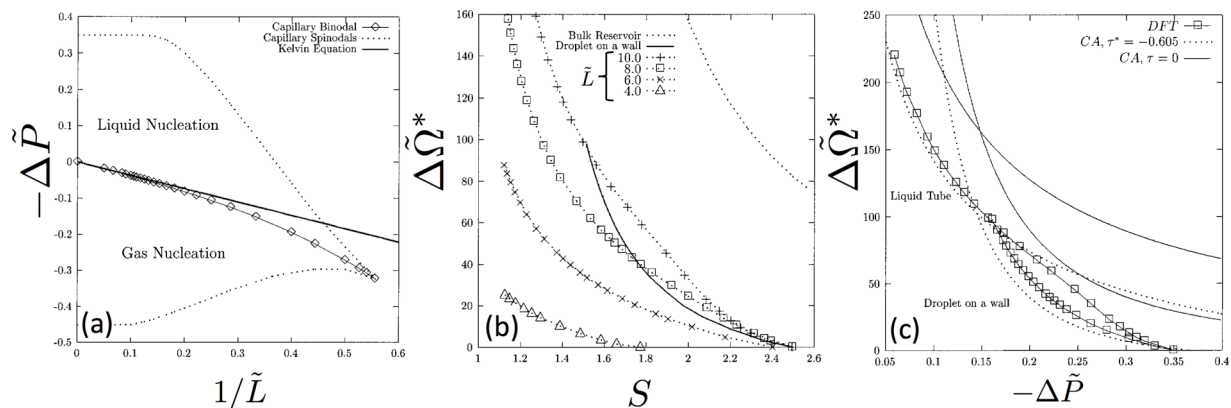 0.4
0.3
0.2
0.1
0
-0.1
-0.2
-0.3
-0.4
-0.5
−ΔP̃
Capillary Binodal
Capillary Spinodals
Kelvin Equation
Liquid Nucleation
Gas Nucleation
(a)
0 0.1 0.2 0.3 0.4 0.5 0.6
1/L̃
160
140
120
100
80
60
40
20
0
ΔΩ̃*
Bulk Reservoir
Droplet on a wall
L̃
10.0
8.0
6.0
4.0
(b)
1 1.2 1.4 1.6 1.8 2 2.2 2.4 2.6
S
250
200
150
100
50
0
ΔΩ̃*
DFT
CA, τ* = −0.605
CA, τ = 0
Liquid Tube
Droplet on a wall
(c)
0.05 0.1 0.15 0.2 0.25 0.3 0.35 0.4
−ΔP̃